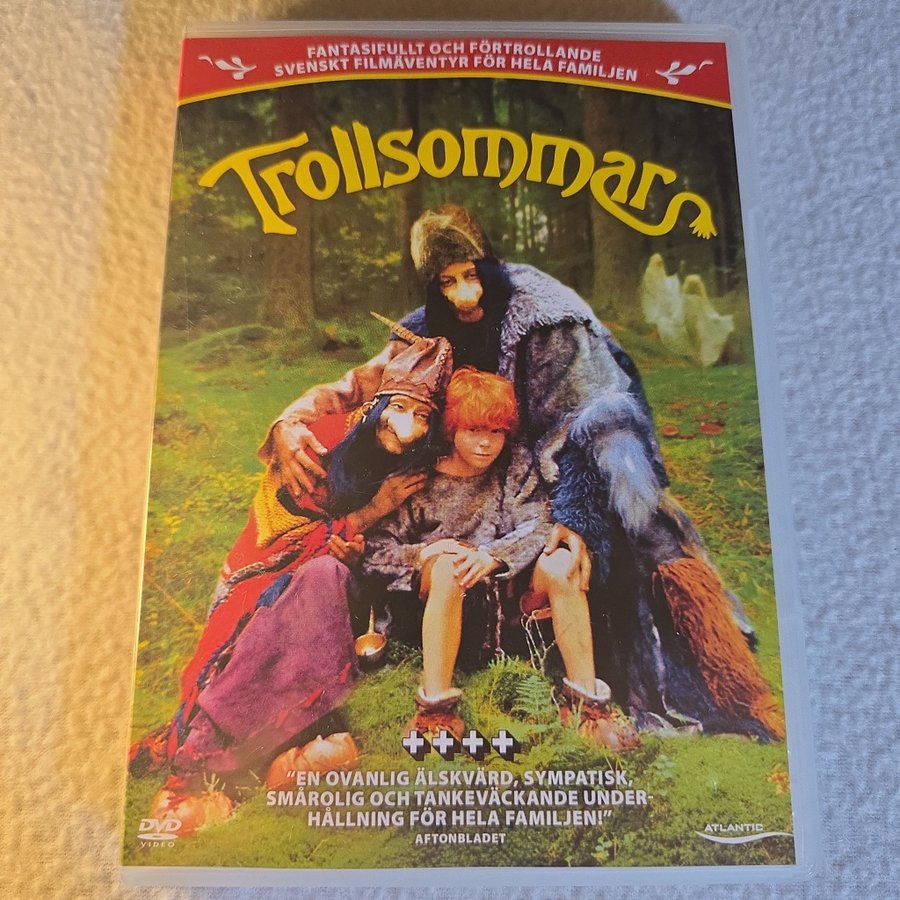 FANTASIFULLT OCH FÖRTROLLANDE
SVENSKT FILMÄVENTYR FÖR HELA FAMILJEN
Trollsommar
++++
"EN OVANLIG ÄLSKVÄRD, SYMPATISK,
SMÅROLIG OCH TANKEVÄCKANDE UNDER-
HÅLLNING FÖR HELA FAMILJEN!"
AFTONBLADET
DVD
VIDEO
ATLANTIC